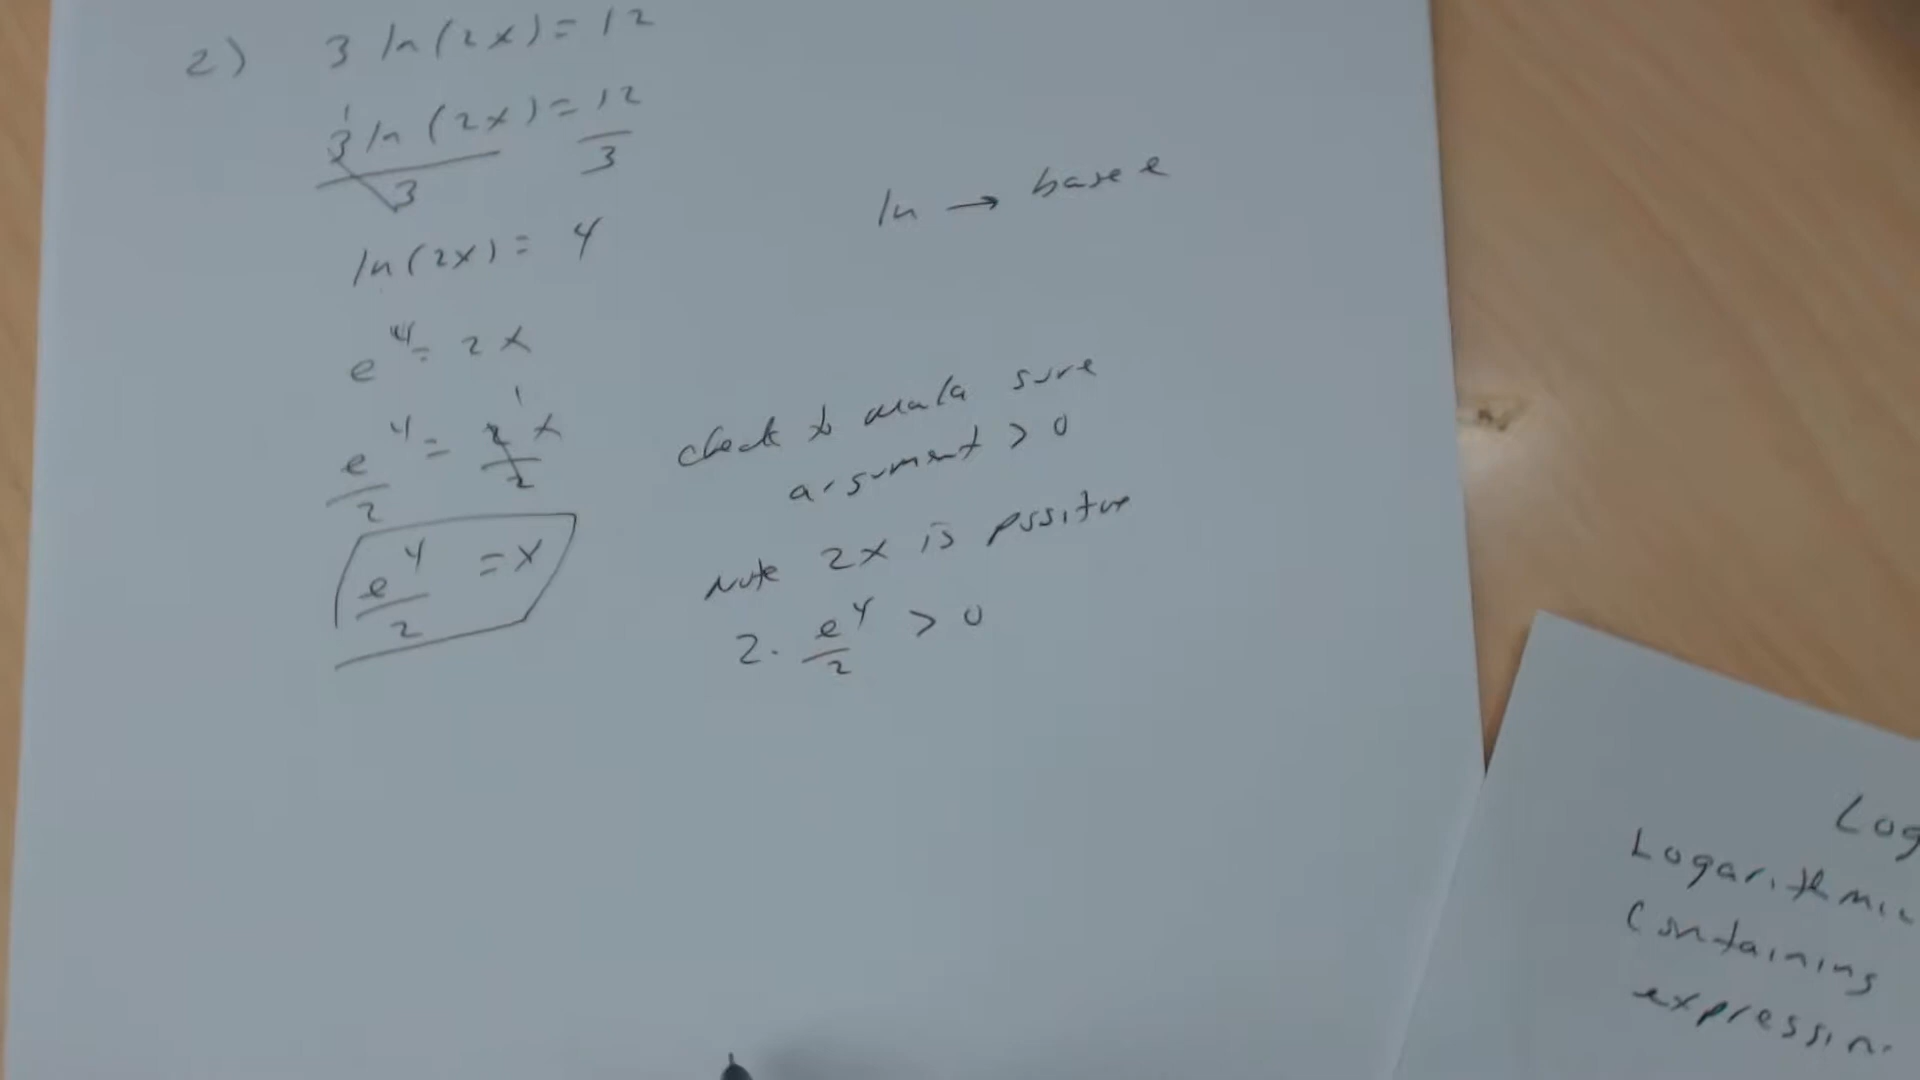 2) 3 ln(2x) = 12
1
3 ln(2x) = 12
3 3
ln(2x) = 4
e^4 = 2x
1
e^4 = 2x
2 2
e^4 = x
2
ln → base e
check to make sure
argument > 0
Note 2x is positive
2. e^4 > 0
2
Log
Logarithmic
Containing
expression